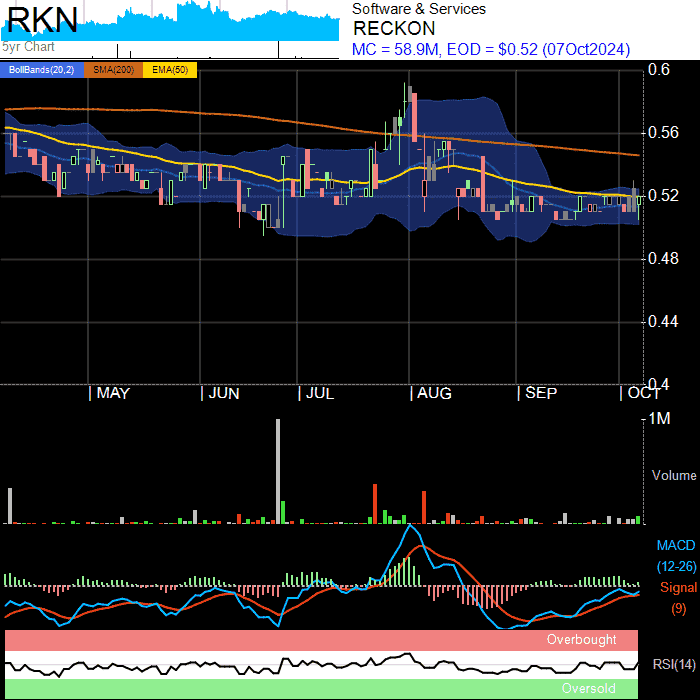 RKN
5yr Chart
Software & Services
RECKON
MC = 58.9M, EOD = $0.52 (07Oct2024)
BollBands(20,2) SMA(200) EMA(50)
0.6
0.56
0.52
0.48
0.44
0.4
MAY JUN JUL AUG SEP OCT
1M
Volume
MACD
(12-26)
Signal
(9)
Overbought
RSI(14)
Oversold